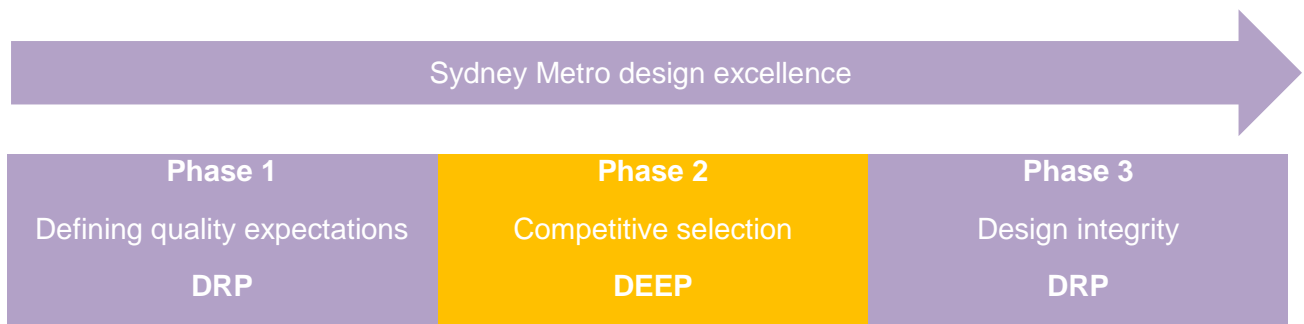 Sydney Metro design excellence
Phase 1
Defining quality expectations
DRP
Phase 2
Competitive selection
DEEP
Phase 3
Design integrity
DRP